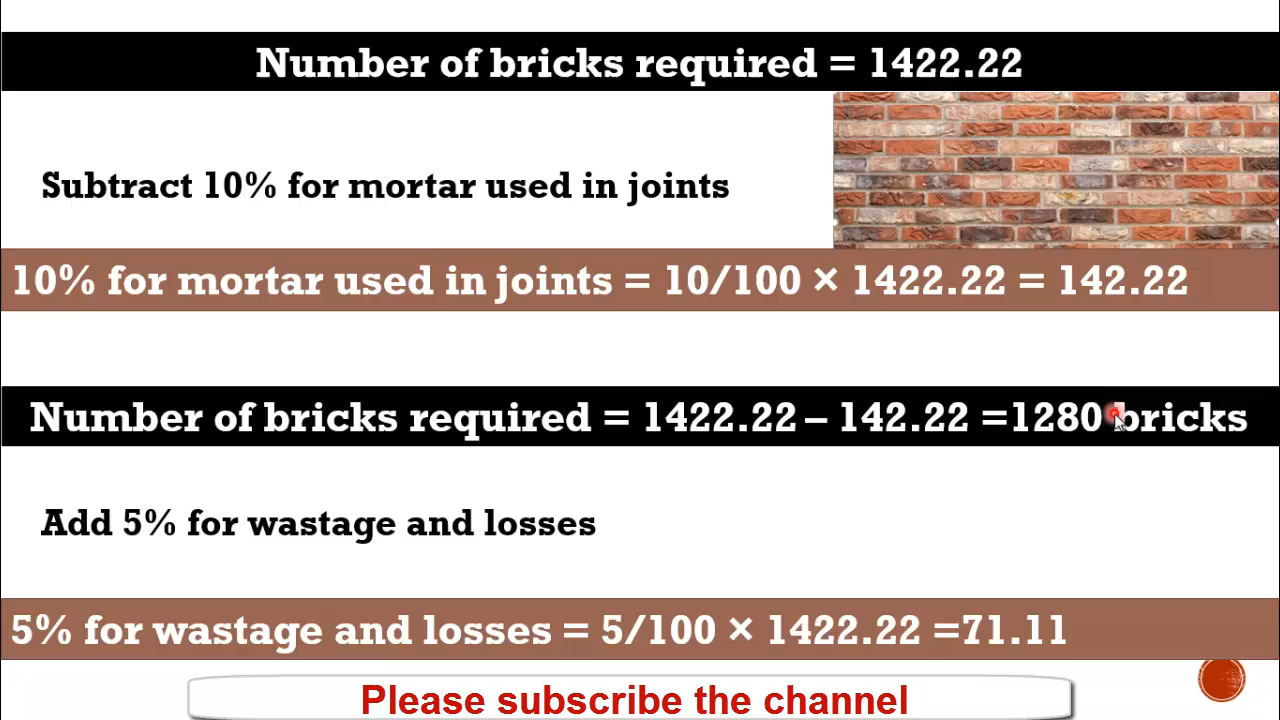 Number of bricks required = 1422.22
Subtract 10% for mortar used in joints
10% for mortar used in joints = 10/100 × 1422.22 = 142.22
Number of bricks required = 1422.22 – 142.22 =1280 bricks
Add 5% for wastage and losses
5% for wastage and losses = 5/100 × 1422.22 =71.11
Please subscribe the channel